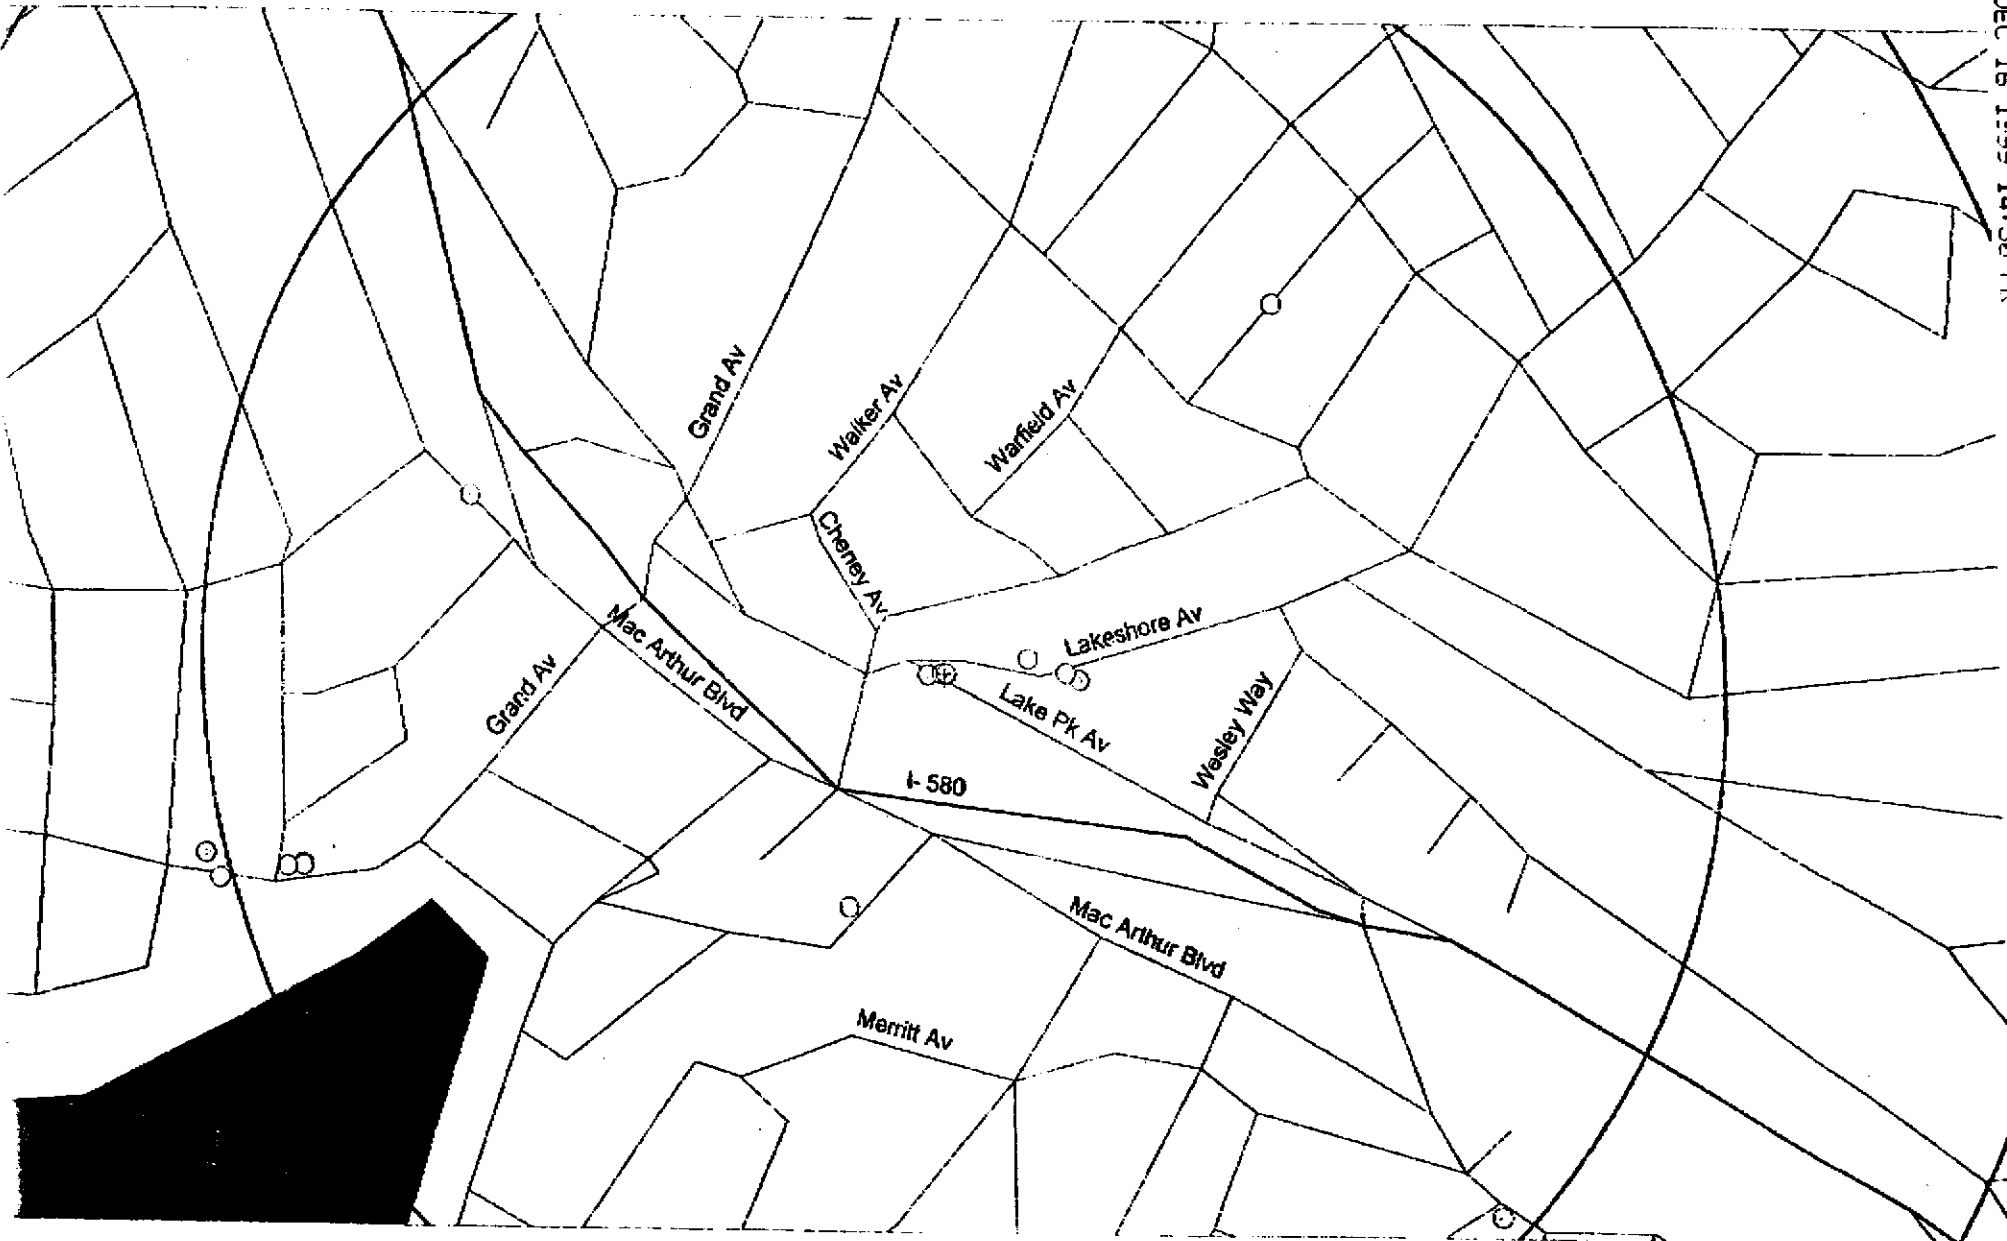 Grand Av
Walker Av
Warfield Av
Cheney Av
Mac Arthur Blvd
Lakeshore Av
Grand Av
Lake Pk Av
Wesley Way
I- 580
Mac Arthur Blvd
Merritt Av